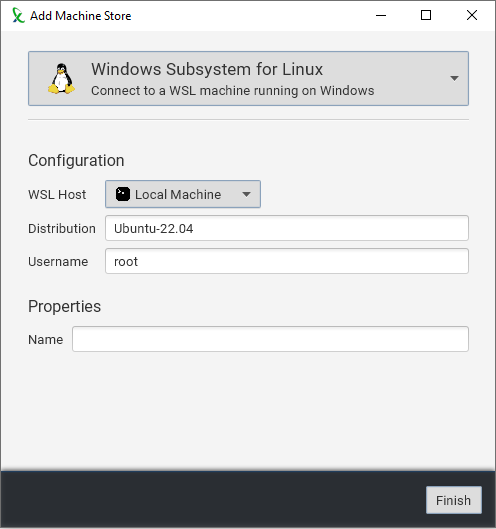 Add Machine Store
Windows Subsystem for Linux
Connect to a WSL machine running on Windows
Configuration
WSL Host Local Machine
Distribution Ubuntu-22.04
Username root
Properties
Name
Finish